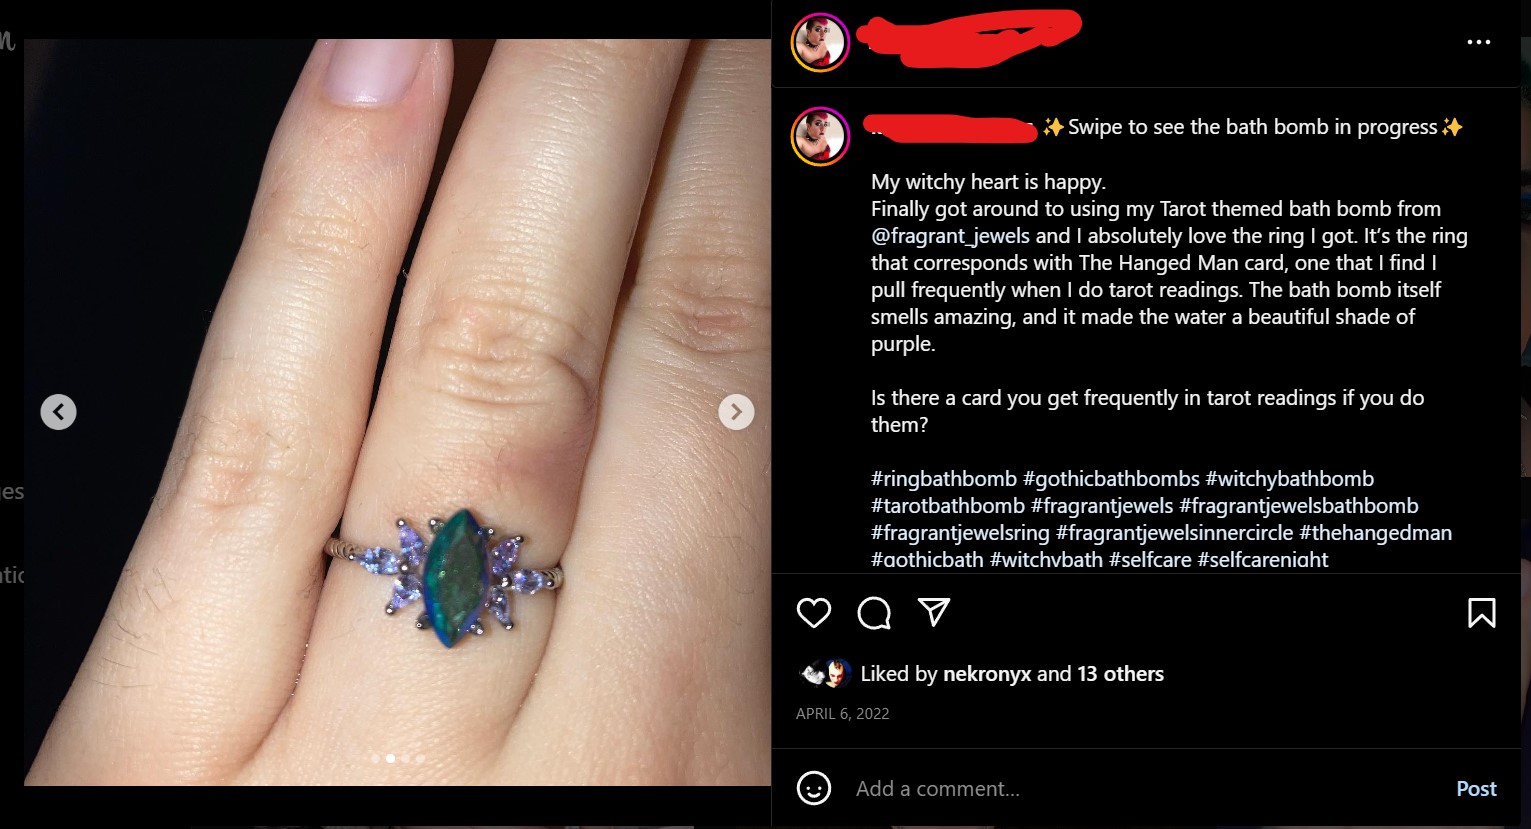 ✨Swipe to see the bath bomb in progress✨
My witchy heart is happy.
Finally got around to using my Tarot themed bath bomb from
@fragrant_jewels and I absolutely love the ring I got. It’s the ring
that corresponds with The Hanged Man card, one that I find I
pull frequently when I do tarot readings. The bath bomb itself
smells amazing, and it made the water a beautiful shade of
purple.
Is there a card you get frequently in tarot readings if you do
them?
#ringbathbomb #gothicbathbombs #witchybathbomb
#tarotbathbomb #fragrantjewels #fragrantjewelsbathbomb
#fragrantjewelsring #fragrantjewelsinnercircle #thehangedman
#gothicbath #witchybath #selfcare #selfcarenight
Liked by nekronyx and 13 others
APRIL 6, 2022
Add a comment...
Post